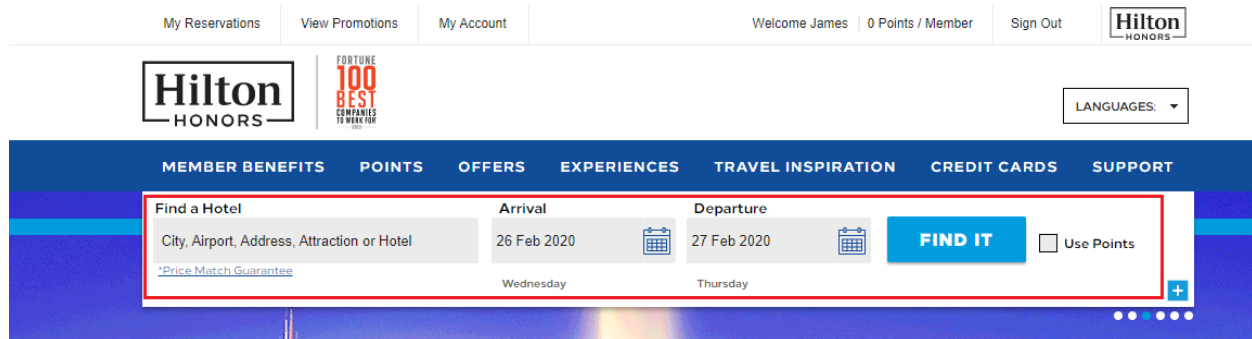 My Reservations View Promotions My Account Welcome James 0 Points / Member Sign Out Hilton
HONORS
Hilton
HONORS
FORTUNE
100
BEST
COMPANIES
TO WORK FOR
LANGUAGES:
MEMBER BENEFITS POINTS OFFERS EXPERIENCES TRAVEL INSPIRATION CREDIT CARDS SUPPORT
Find a Hotel Arrival Departure
City, Airport, Address, Attraction or Hotel 26 Feb 2020 27 Feb 2020 FIND IT Use Points
*Price Match Guarantee
Wednesday Thursday
+